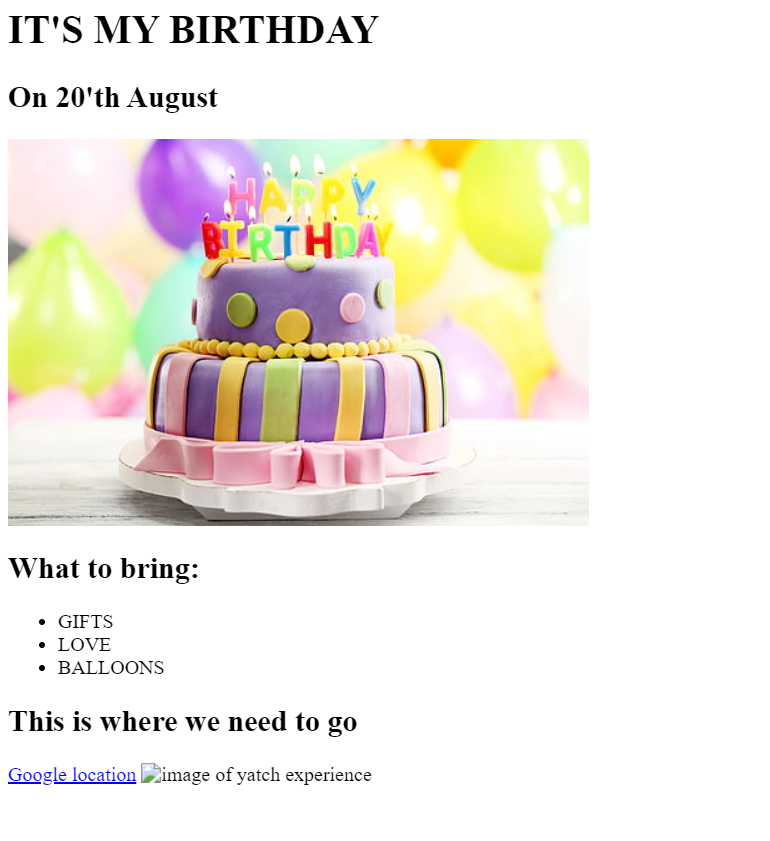 IT'S MY BIRTHDAY
On 20'th August
HAPPY
BIRTHDAY
What to bring:
GIFTS
LOVE
BALLOONS
This is where we need to go
Google location image of yatch experience